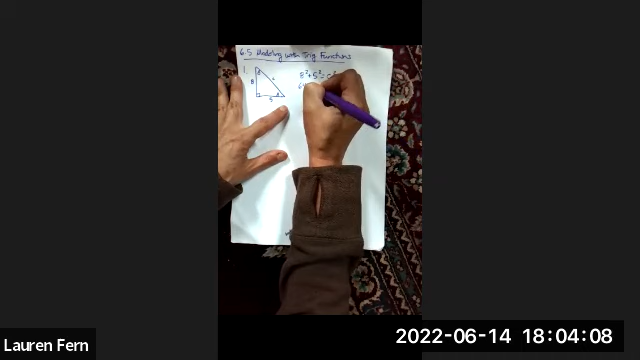 6.5 Modeling with Trig Functions
1.
8² + 5² = c²
8
5
Lauren Fern
2022-06-14 18:04:08